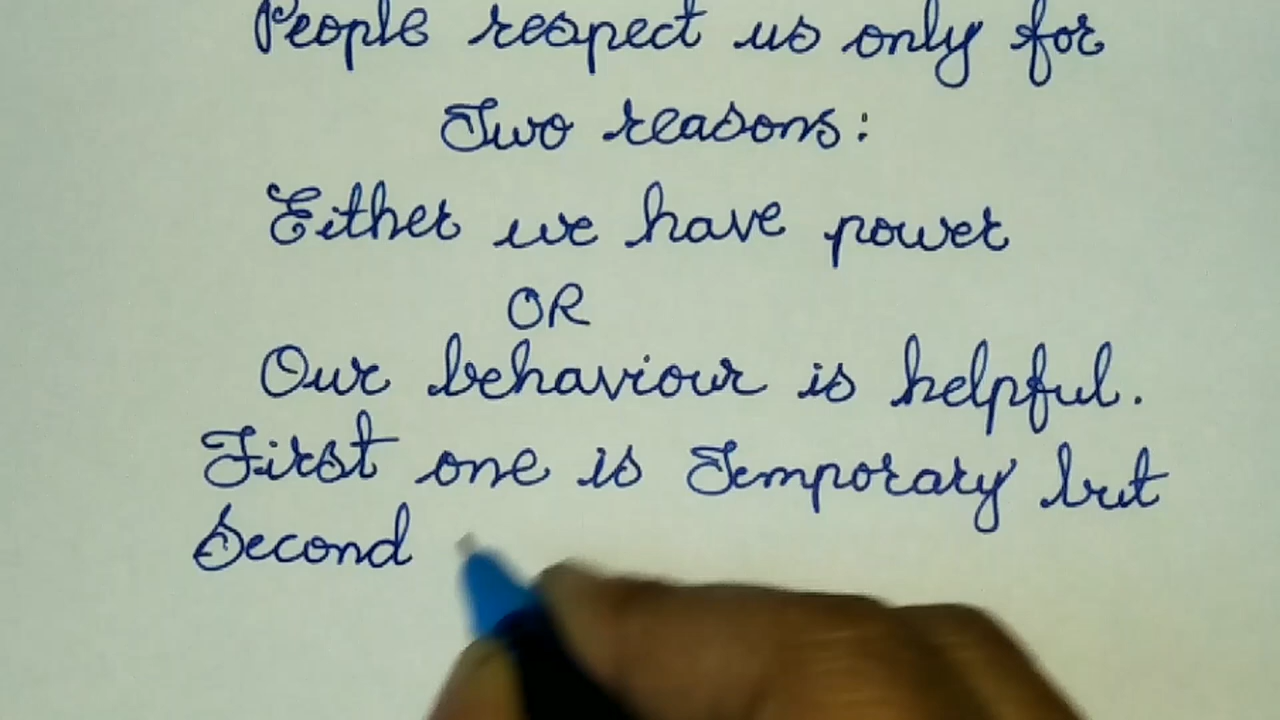 People respect us only for
Two reasons:
Either we have power
OR
Our behaviour is helpful.
First one is Temporary but
Second